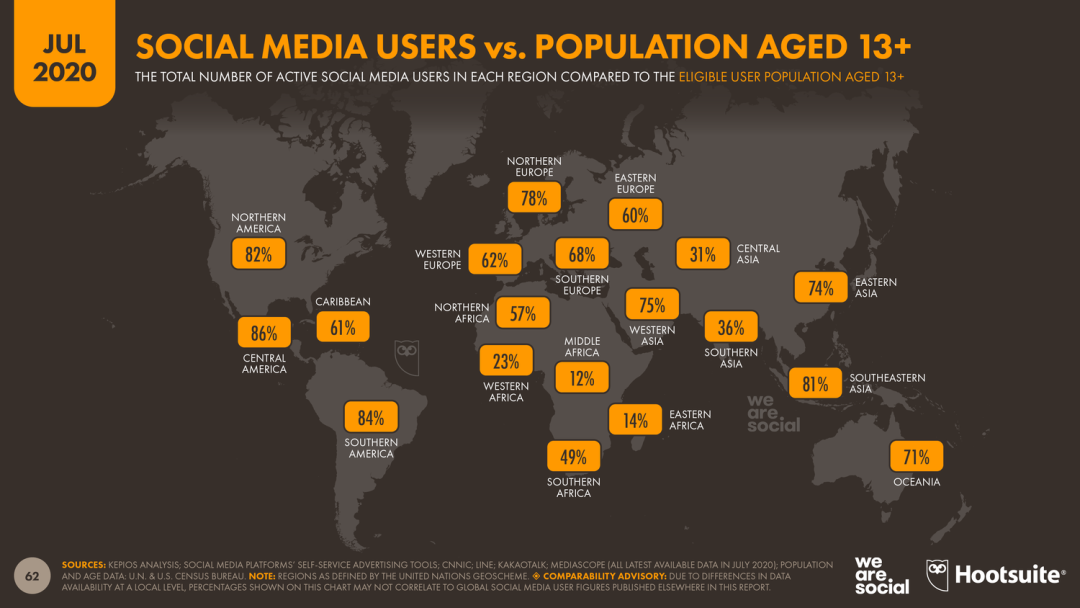 JUL
2020
SOCIAL MEDIA USERS vs. POPULATION AGED 13+
THE TOTAL NUMBER OF ACTIVE SOCIAL MEDIA USERS IN EACH REGION COMPARED TO THE ELIGIBLE USER POPULATION AGED 13+
NORTHERN
EUROPE
78%
EASTERN
EUROPE
60%
NORTHERN
AMERICA
82%
WESTERN
EUROPE
62%
68%
SOUTHERN
EUROPE
31%
CENTRAL
ASIA
74%
EASTERN
ASIA
CARIBBEAN
61%
NORTHERN
AFRICA
57%
75%
WESTERN
ASIA
36%
SOUTHERN
ASIA
86%
CENTRAL
AMERICA
23%
WESTERN
AFRICA
MIDDLE
AFRICA
12%
81%
SOUTHEASTERN
ASIA
we
are
social
84%
SOUTHERN
AMERICA
14%
EASTERN
AFRICA
49%
SOUTHERN
AFRICA
71%
OCEANIA
62
SOURCES: KEPIOS ANALYSIS; SOCIAL MEDIA PLATFORMS' SELF-SERVICE ADVERTISING TOOLS; CNNIC; LINE; KAKAOTALK; MEDIASCOPE (ALL LATEST AVAILABLE DATA IN JULY 2020); POPULATION
AND AGE DATA: U.N. & U.S. CENSUS BUREAU. NOTE: REGIONS AS DEFINED BY THE UNITED NATIONS GEOSCHEME. ◈ COMPARABILITY ADVISORY: DUE TO DIFFERENCES IN DATA
AVAILABILITY AT A LOCAL LEVEL, PERCENTAGES SHOWN ON THIS CHART MAY NOT CORRELATE TO GLOBAL SOCIAL MEDIA USER FIGURES PUBLISHED ELSEWHERE IN THIS REPORT.
we
are
social
Hootsuite®